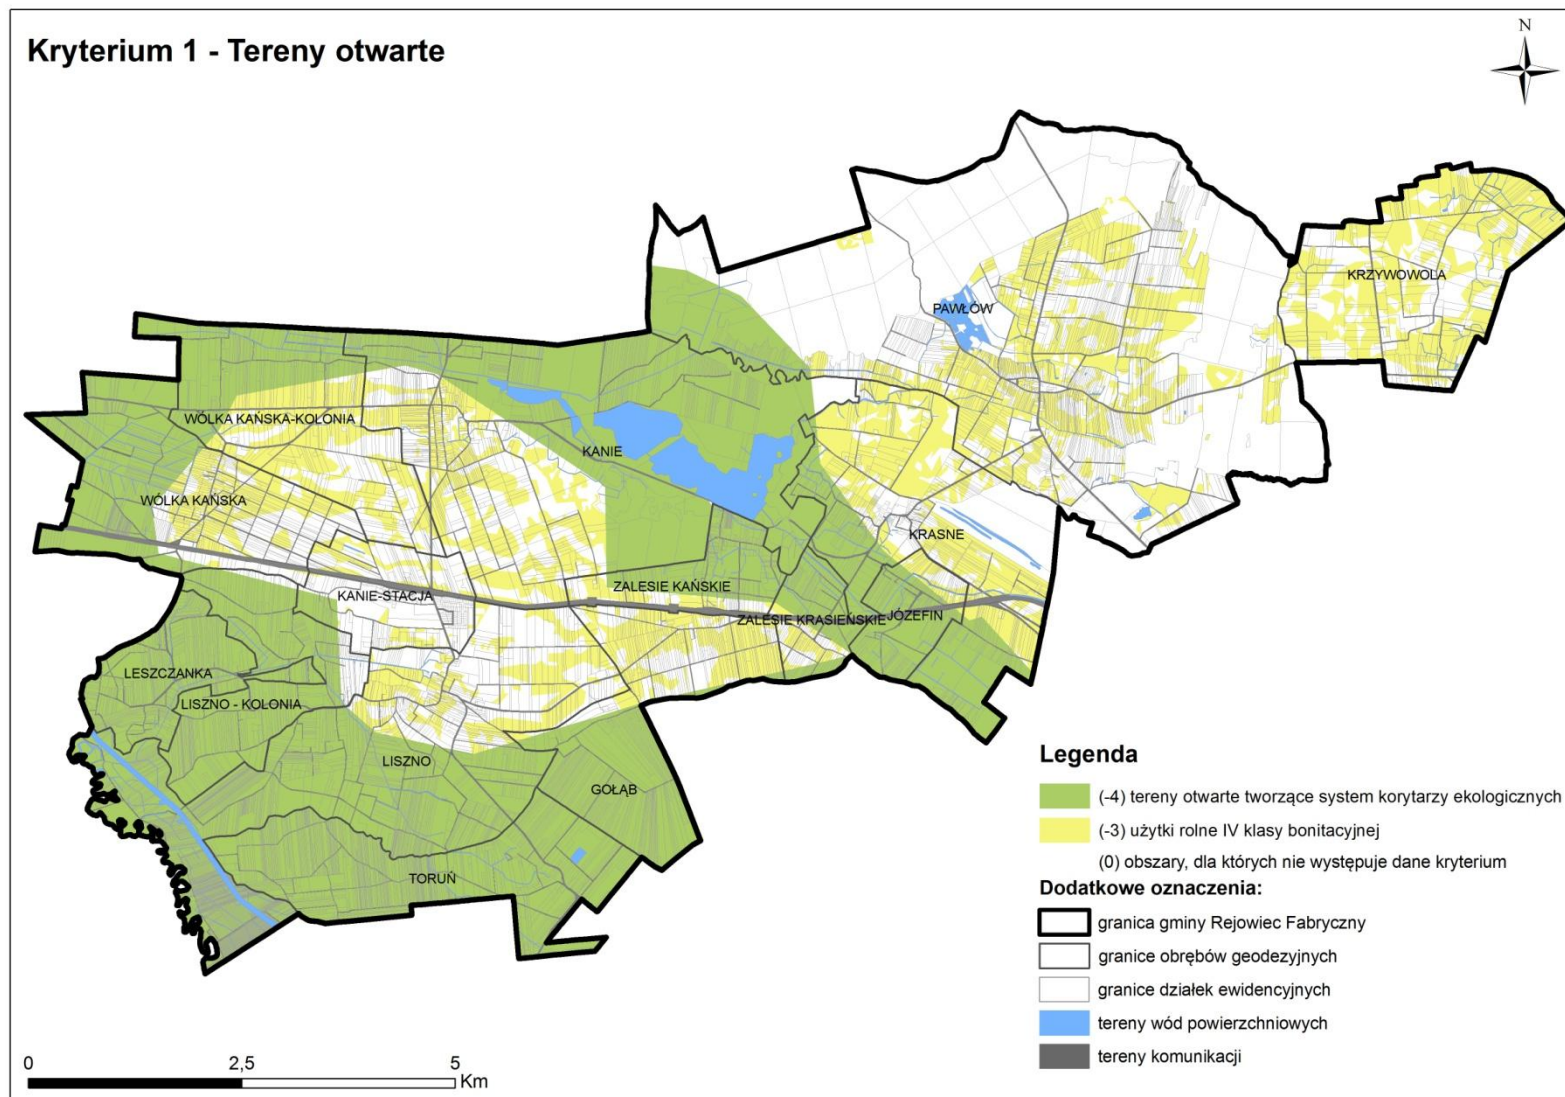 Kryterium 1 - Tereny otwarte
N
KRZYWOWOLA
PAWŁÓW
WÓLKA KAŃSKA-KOLONIA
KANIE
WÓLKA KAŃSKA
KRASNE
ZALESIE KAŃSKIE
KANIE-STACJA
ZALESIE KRASIEŃSKIE
JÓZEFIN
LESZCZANKA
LISZNO - KOLONIA
LISZNO
GOŁĄB
TORUŃ
Legenda
(-4) tereny otwarte tworzące system korytarzy ekologicznych
(-3) użytki rolne IV klasy bonitacyjnej
(0) obszary, dla których nie występuje dane kryterium
Dodatkowe oznaczenia:
granica gminy Rejowiec Fabryczny
granice obrębów geodezyjnych
granice działek ewidencyjnych
tereny wód powierzchniowych
tereny komunikacji
0 2,5 5
Km